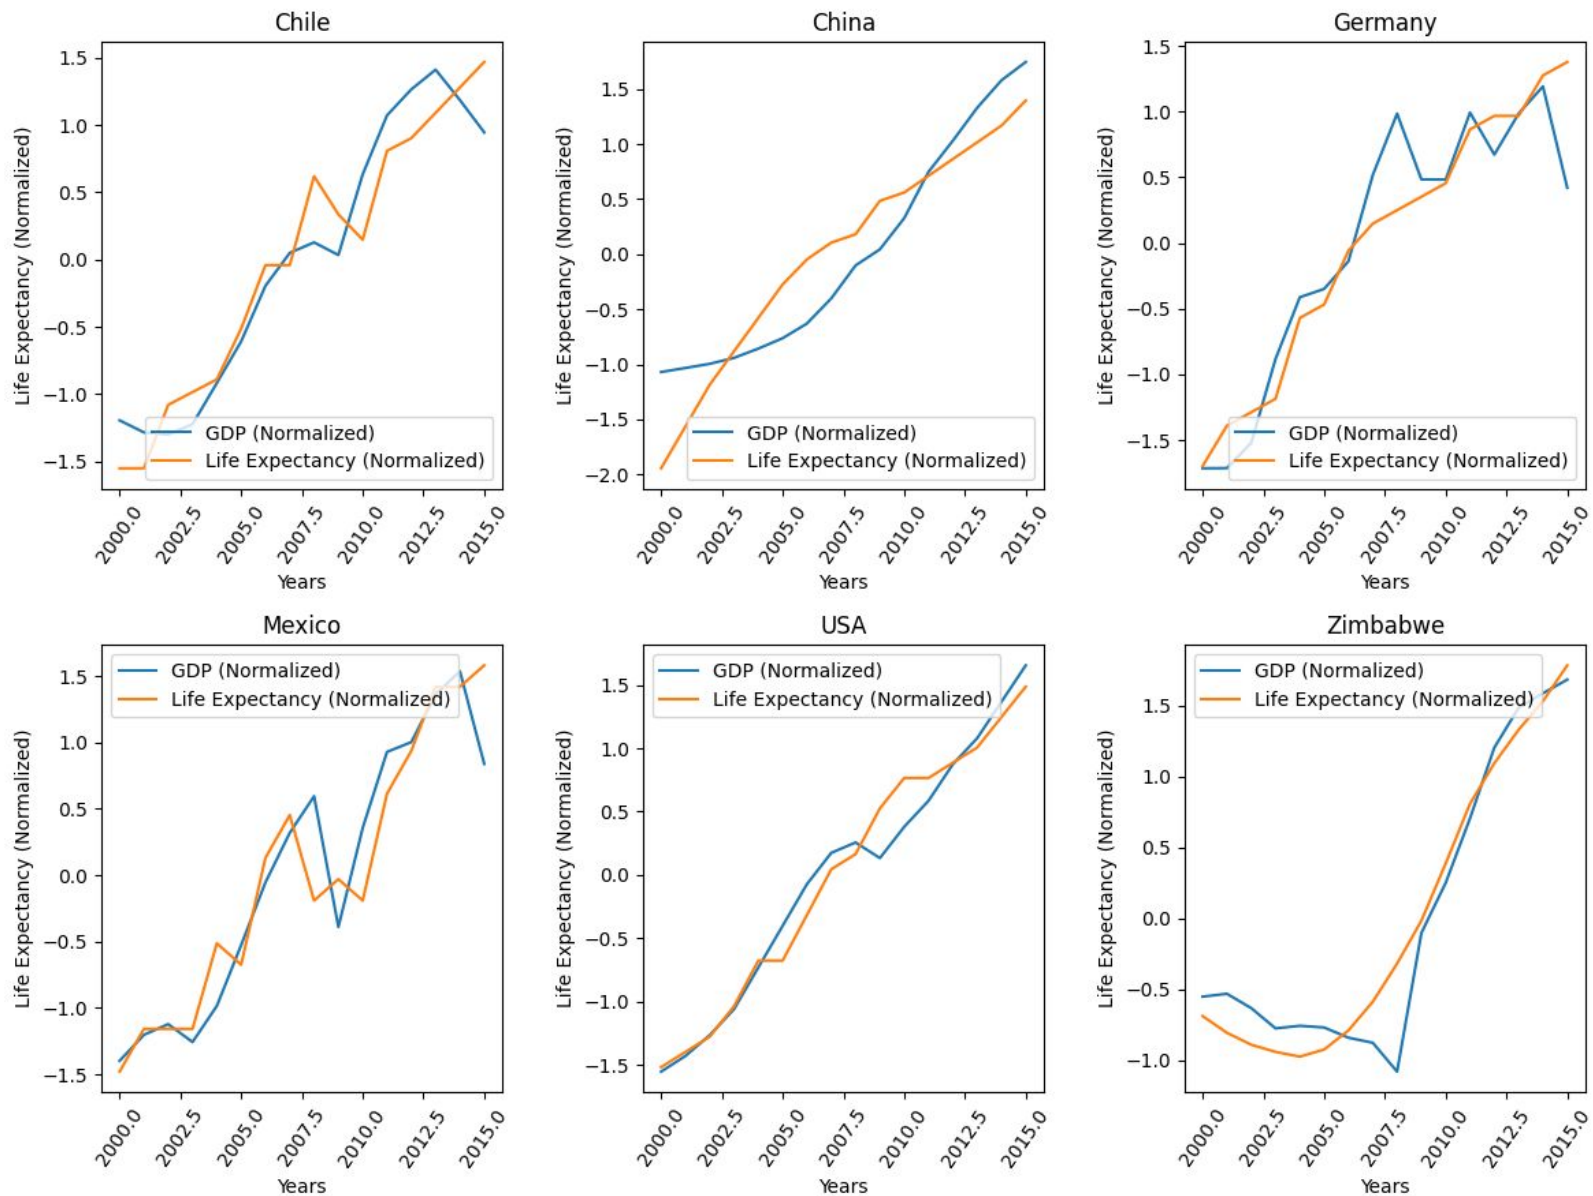 Chile
Life Expectancy (Normalized)
1.5
1.0
0.5
0.0
−0.5
−1.0
−1.5
GDP (Normalized)
Life Expectancy (Normalized)
2000.0 2002.5 2005.0 2007.5 2010.0 2012.5 2015.0
Years
China
Life Expectancy (Normalized)
1.5
1.0
0.5
0.0
−0.5
−1.0
−1.5
−2.0
GDP (Normalized)
Life Expectancy (Normalized)
2000.0 2002.5 2005.0 2007.5 2010.0 2012.5 2015.0
Years
Germany
Life Expectancy (Normalized)
1.5
1.0
0.5
0.0
−0.5
−1.0
−1.5
GDP (Normalized)
Life Expectancy (Normalized)
2000.0 2002.5 2005.0 2007.5 2010.0 2012.5 2015.0
Years
Mexico
Life Expectancy (Normalized)
GDP (Normalized)
Life Expectancy (Normalized)
1.5
1.0
0.5
0.0
−0.5
−1.0
−1.5
2000.0 2002.5 2005.0 2007.5 2010.0 2012.5 2015.0
Years
USA
Life Expectancy (Normalized)
GDP (Normalized)
Life Expectancy (Normalized)
1.5
1.0
0.5
0.0
−0.5
−1.0
−1.5
2000.0 2002.5 2005.0 2007.5 2010.0 2012.5 2015.0
Years
Zimbabwe
Life Expectancy (Normalized)
GDP (Normalized)
Life Expectancy (Normalized)
1.5
1.0
0.5
0.0
−0.5
−1.0
2000.0 2002.5 2005.0 2007.5 2010.0 2012.5 2015.0
Years